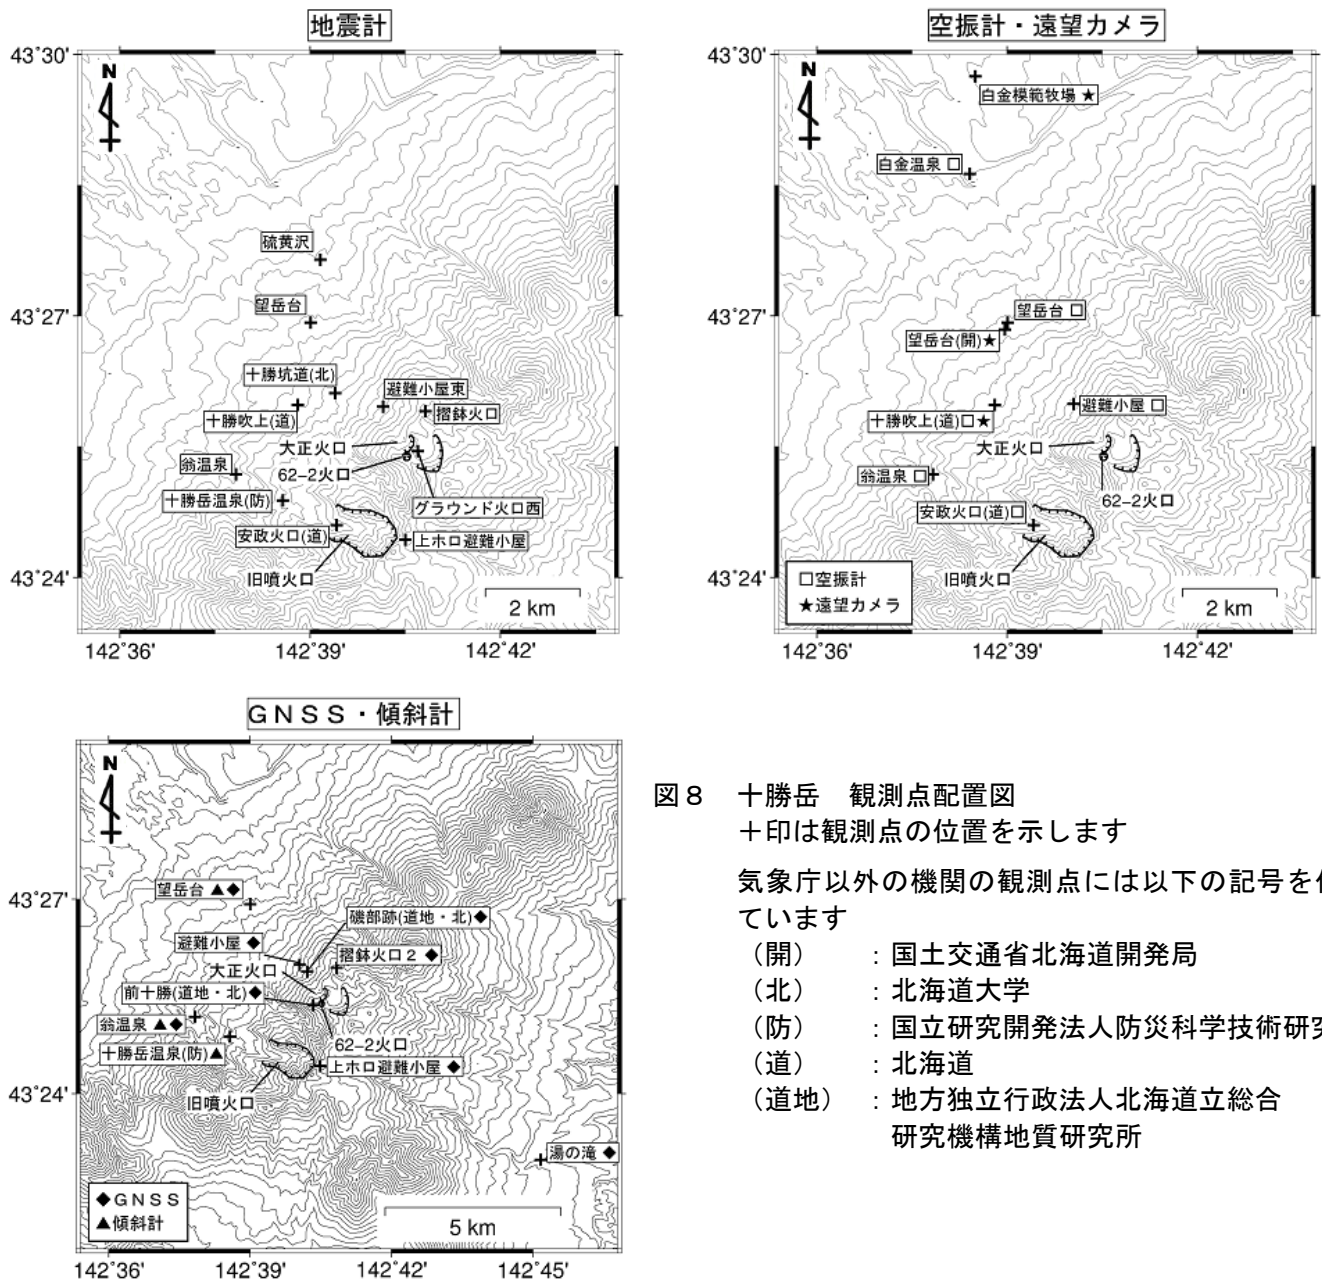 地震計
43°30'
N
硫黄沢
望岳台
43°27'
十勝坑道(北)
避難小屋東
摺鉢火口
十勝吹上(道)
大正火口
翁温泉
62-2火口
十勝岳温泉(防)
グラウンド火口西
安政火口(道)
上ホロ避難小屋
旧噴火口
43°24'
2 km
142°36'
142°39'
142°42'
空振計・遠望カメラ
43°30'
N
白金模範牧場 ★
白金温泉 □
望岳台 □
43°27'
望岳台(開)★
避難小屋 □
十勝吹上(道)□★
大正火口
翁温泉 □
62-2火口
安政火口(道)□
旧噴火口
43°24'
□空振計
★遠望カメラ
2 km
142°36'
142°39'
142°42'
GNSS・傾斜計
N
望岳台 ▲◆
43°27'
磯部跡(道地・北)◆
避難小屋 ◆
摺鉢火口2 ◆
大正火口
前十勝(道地・北)◆
翁温泉 ▲◆
62-2火口
十勝岳温泉(防)▲
上ホロ避難小屋 ◆
43°24'
旧噴火口
湯の滝 ◆
◆GNSS
▲傾斜計
5 km
142°36'
142°39'
142°42'
142°45'
図8 十勝岳 観測点配置図
+印は観測点の位置を示します
気象庁以外の機関の観測点には以下の記号を
ています
(開) :国土交通省北海道開発局
(北) :北海道大学
(防) :国立研究開発法人防災科学技術研究
(道) :北海道
(道地) :地方独立行政法人北海道立総合
研究機構地質研究所